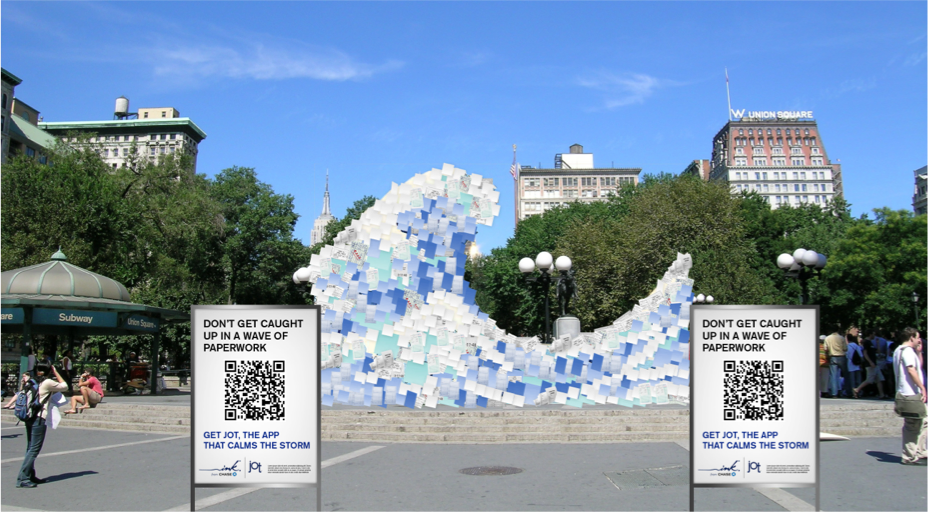 W UNION SQUARE
Subway
Union Square
DON'T GET CAUGHT
UP IN A WAVE OF
PAPERWORK
GET JOT, THE APP
THAT CALMS THE STORM
ink
CHASE
jot
DON'T GET CAUGHT
UP IN A WAVE OF
PAPERWORK
GET JOT, THE APP
THAT CALMS THE STORM
ink
CHASE
jot